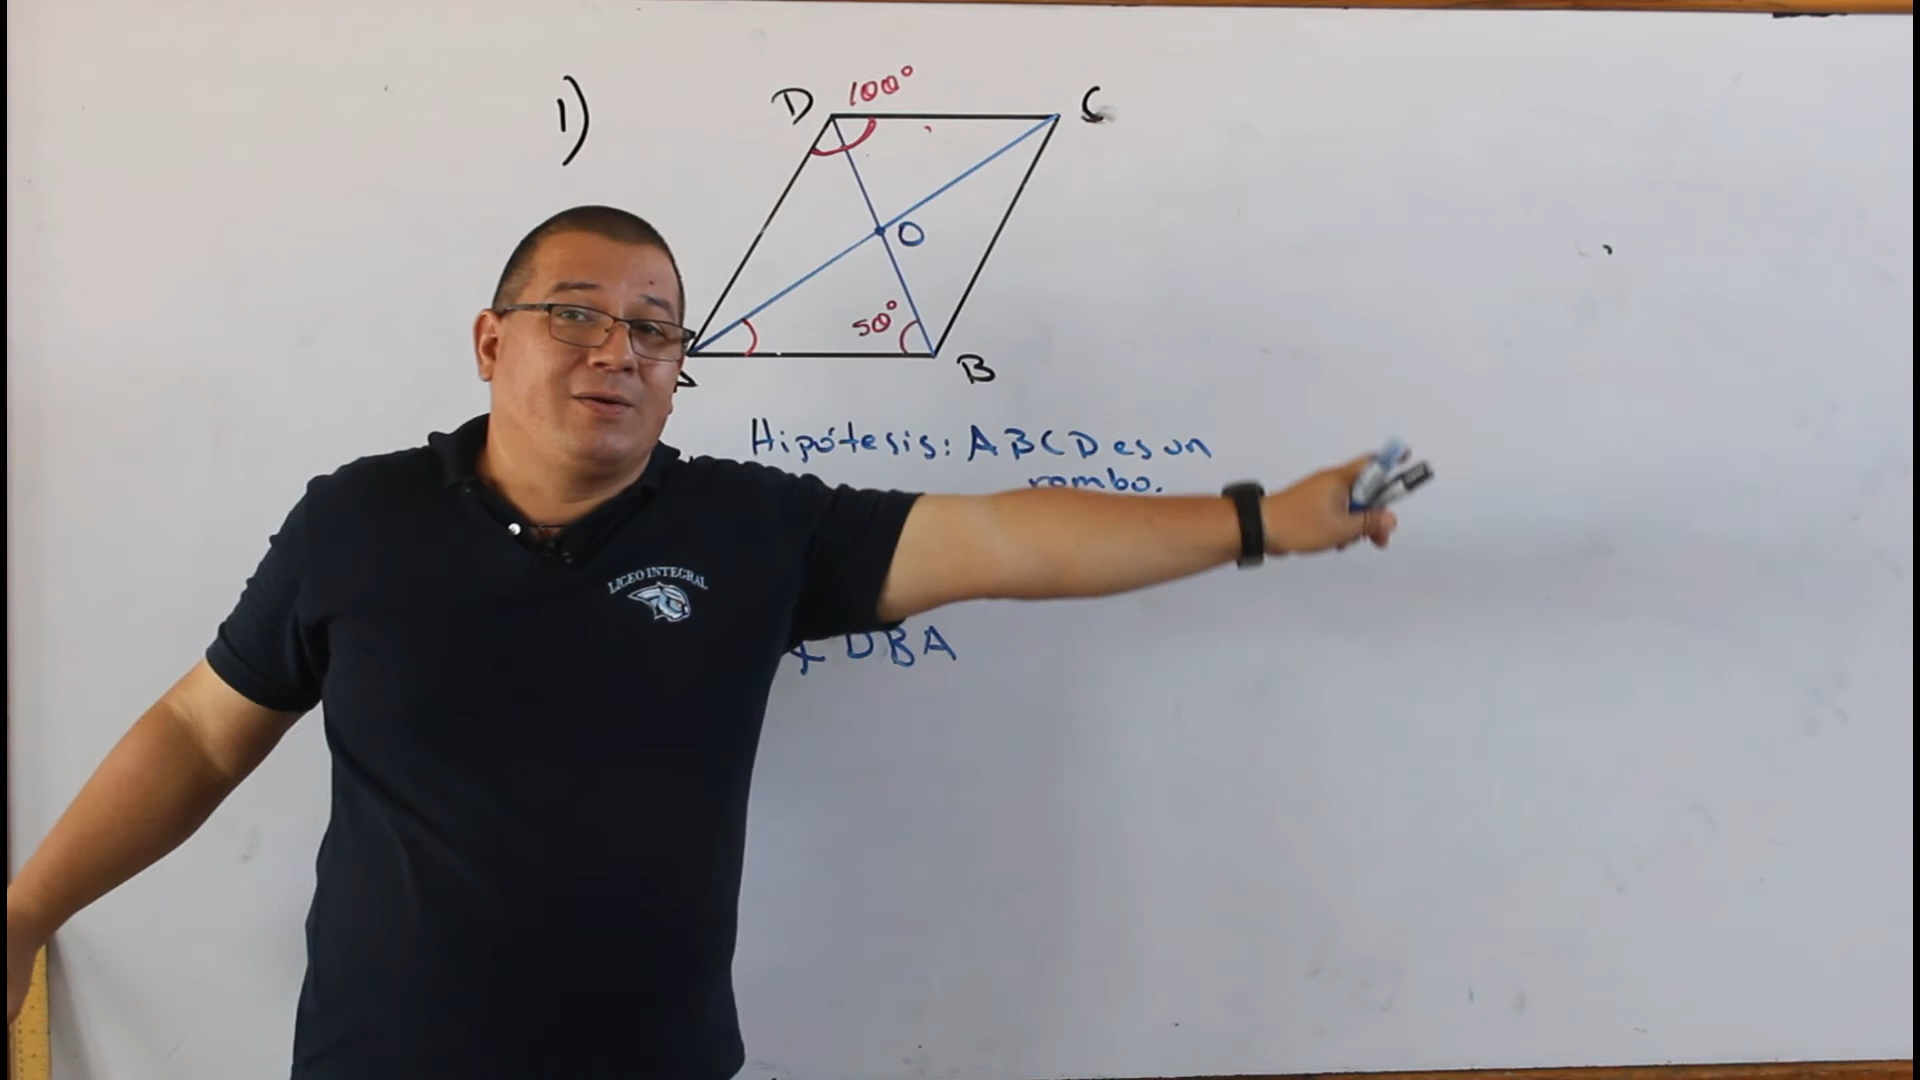 1)
D 100° C
O
50°
B
Hipótesis: ABCD es un
rombo.
LICEO INTEGRAL
∡ DBA